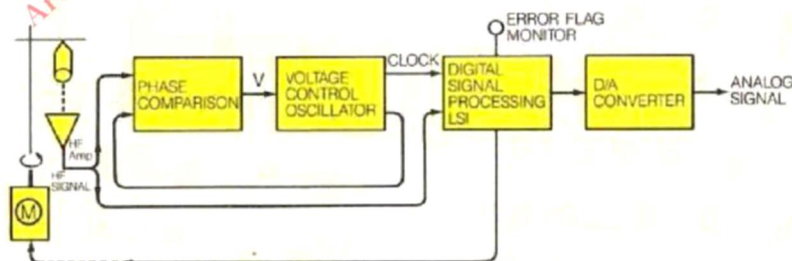 ERROR FLAG
MONITOR
CLOCK
PHASE
COMPARISON
V
VOLTAGE
CONTROL
OSCILLATOR
DIGITAL
SIGNAL
PROCESSING
LSI
D/A
CONVERTER
ANALOG
SIGNAL
HF
Amp
HF
SIGNAL
M